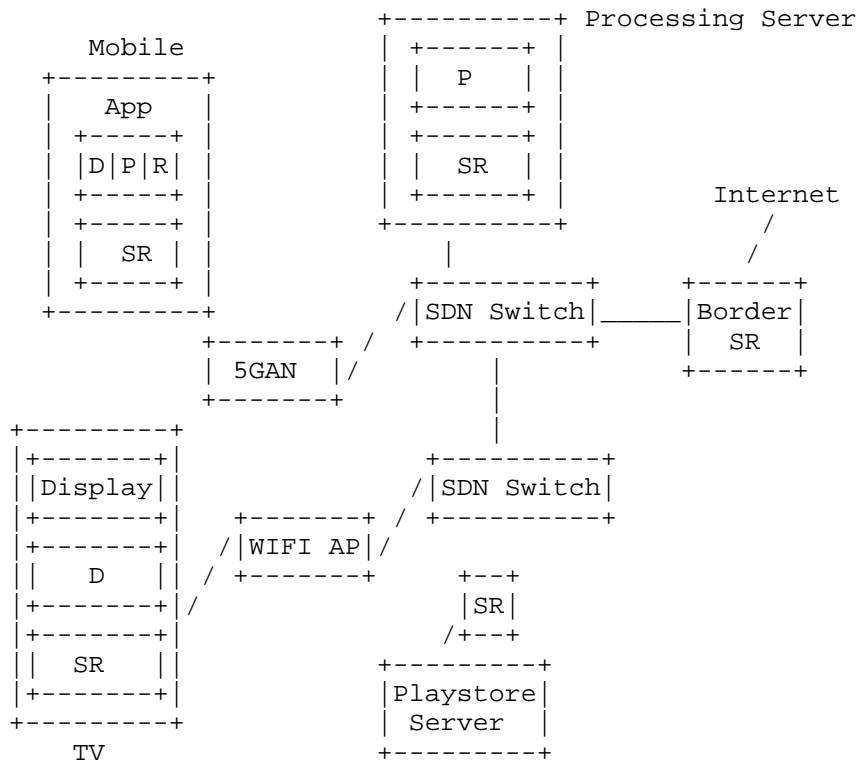 Processing Server
Mobile
P
App
D|P|R
SR
Internet
SR
SDN Switch
Border
SR
5GAN
Display
SDN Switch
WIFI AP
D
SR
SR
Playstore
Server
TV